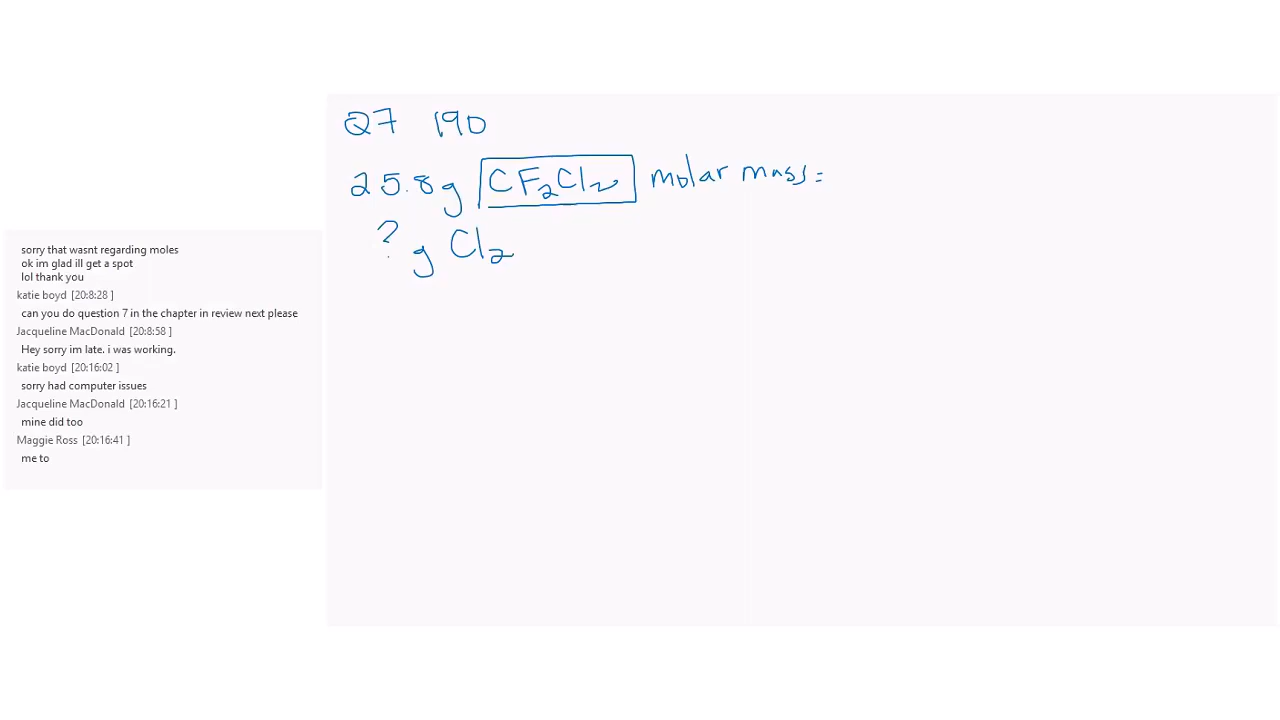 sorry that wasnt regarding moles
ok im glad ill get a spot
lol thank you
katie boyd [20:8:28 ]
can you do question 7 in the chapter in review next please
Jacqueline MacDonald [20:8:58 ]
Hey sorry im late. i was working.
katie boyd [20:16:02 ]
sorry had computer issues
Jacqueline MacDonald [20:16:21 ]
mine did too
Maggie Ross [20:16:41 ]
me to
Q7 190
25.8g CF₂Cl₂ molar mass=
? g Cl₂